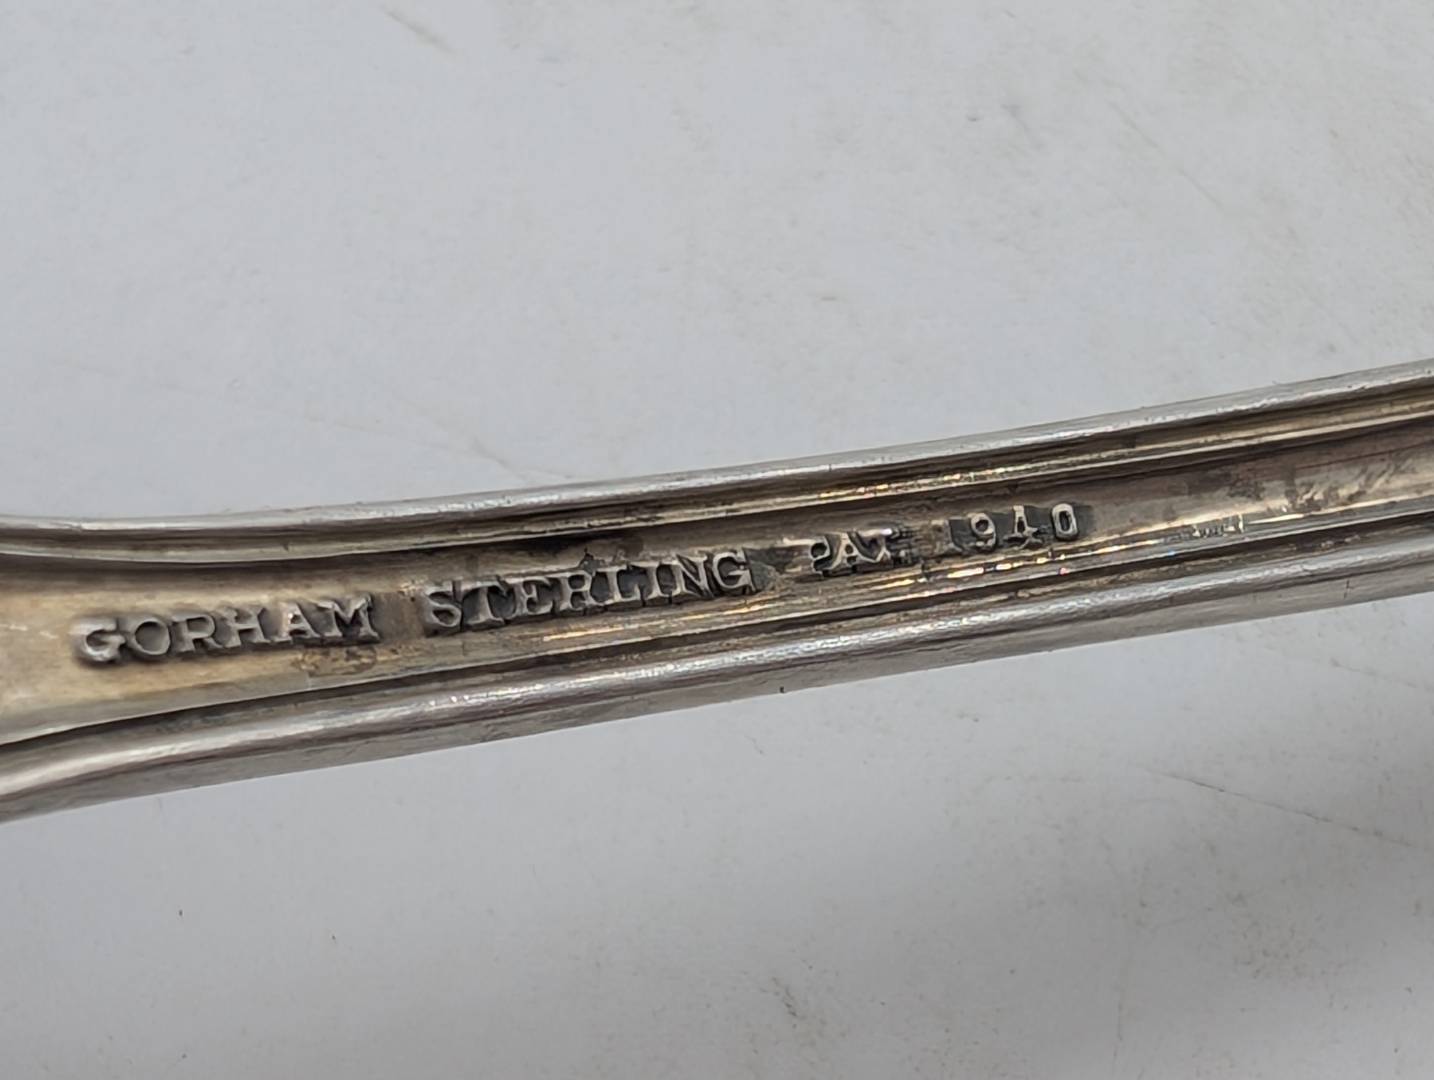 GORHAM STERLING PAT. 1940